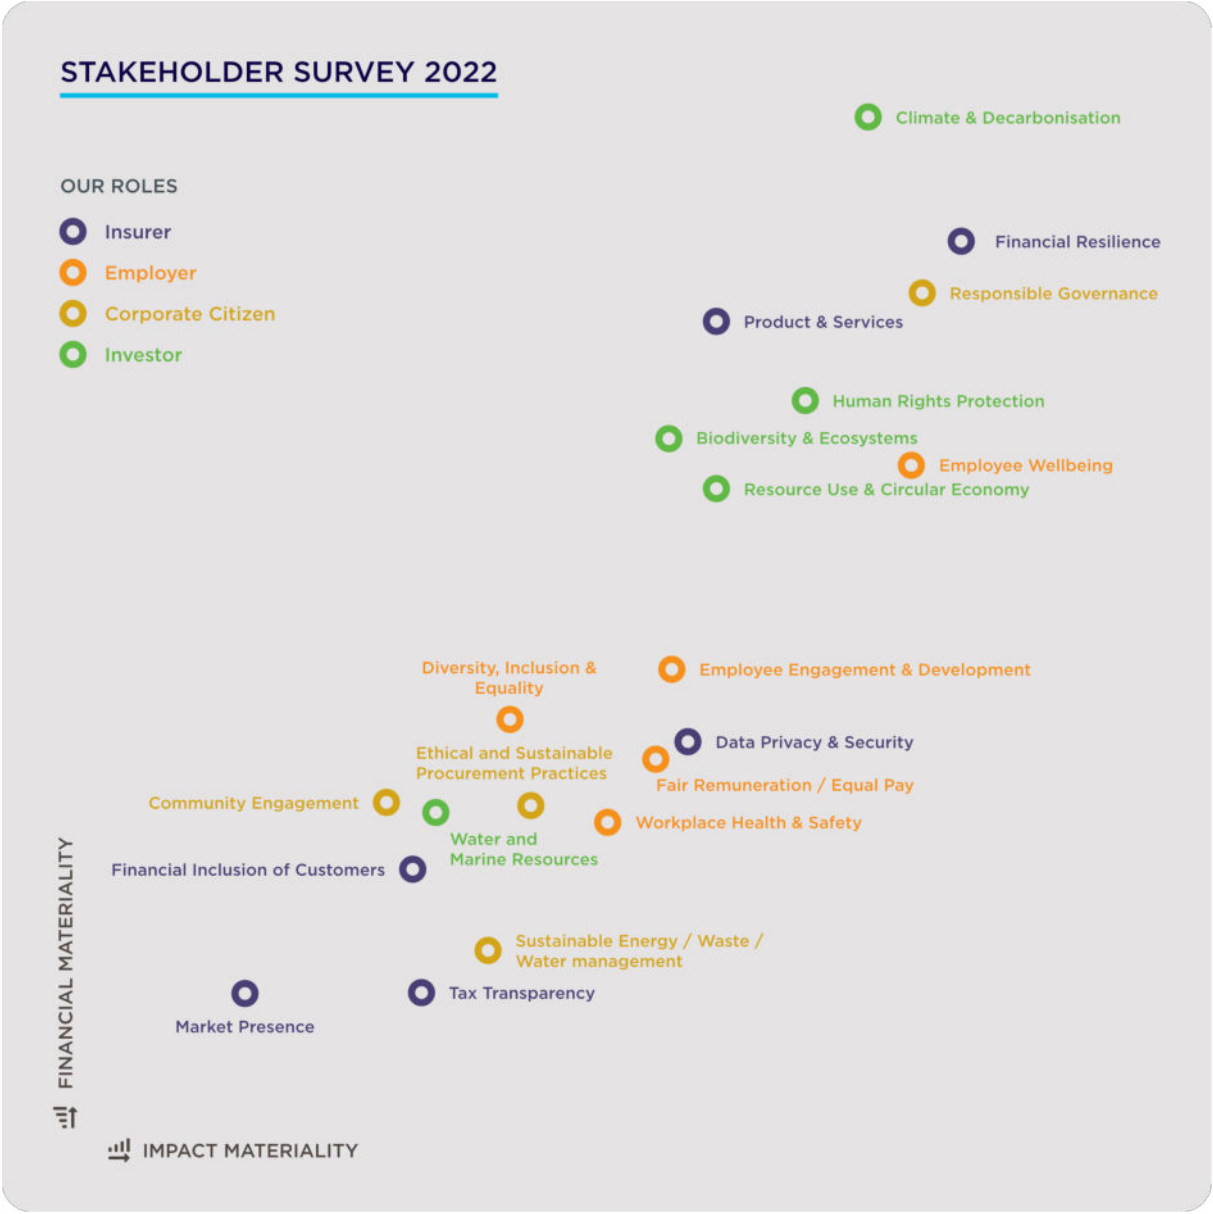 STAKEHOLDER SURVEY 2022
Climate & Decarbonisation
OUR ROLES
Insurer
Employer
Corporate Citizen
Investor
Financial Resilience
Responsible Governance
Product & Services
Human Rights Protection
Biodiversity & Ecosystems
Employee Wellbeing
Resource Use & Circular Economy
Diversity, Inclusion &
Equality
Employee Engagement & Development
Ethical and Sustainable
Procurement Practices
Data Privacy & Security
Fair Remuneration / Equal Pay
Community Engagement
Workplace Health & Safety
Water and
Marine Resources
Financial Inclusion of Customers
Sustainable Energy / Waste /
Water management
Tax Transparency
Market Presence
FINANCIAL MATERIALITY
IMPACT MATERIALITY